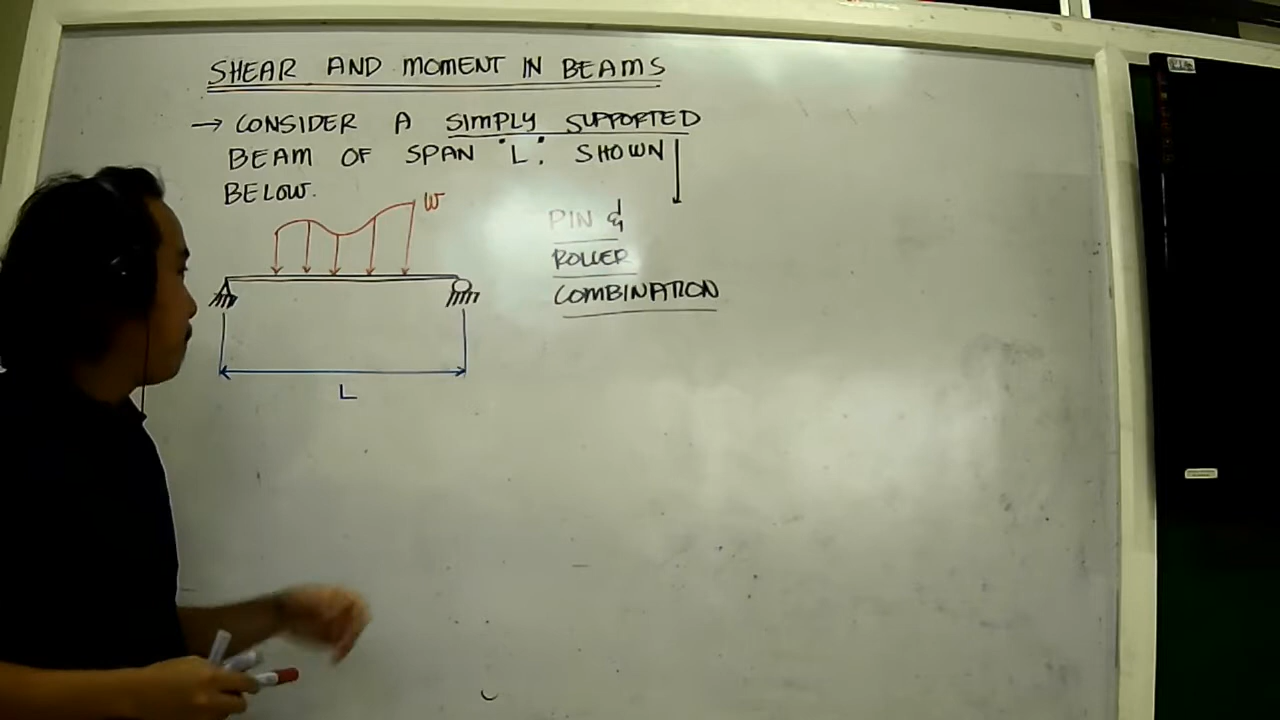 SHEAR AND MOMENT IN BEAMS
→ CONSIDER A SIMPLY SUPPORTED
BEAM OF SPAN "L". SHOWN
BELOW.
W
PIN &
ROLLER
COMBINATION
L